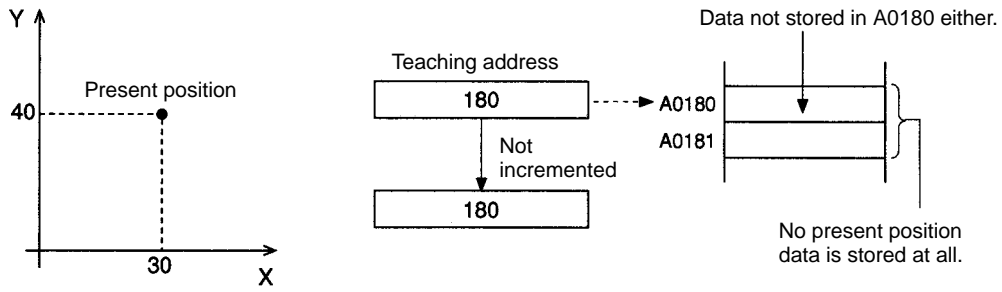 Y
40
Present position
30
X
Teaching address
180
Not
incremented
180
Data not stored in A0180 either.
A0180
A0181
No present position
data is stored at all.